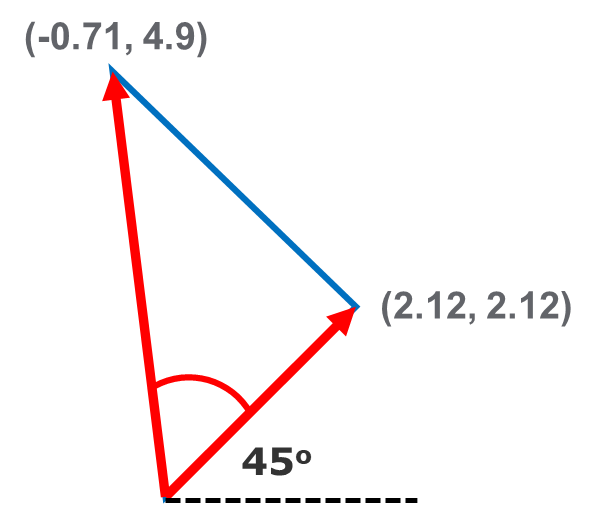 (-0.71, 4.9)
(2.12, 2.12)
45º